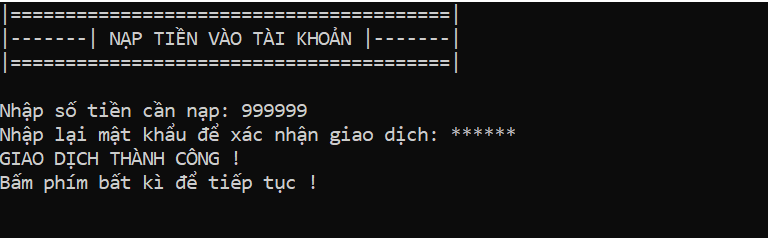 |========================================|
|-------| NẠP TIỀN VÀO TÀI KHOẢN |-------|
|========================================|
Nhập số tiền cần nạp: 999999
Nhập lại mật khẩu để xác nhận giao dịch: ******
GIAO DỊCH THÀNH CÔNG !
Bấm phím bất kì để tiếp tục !